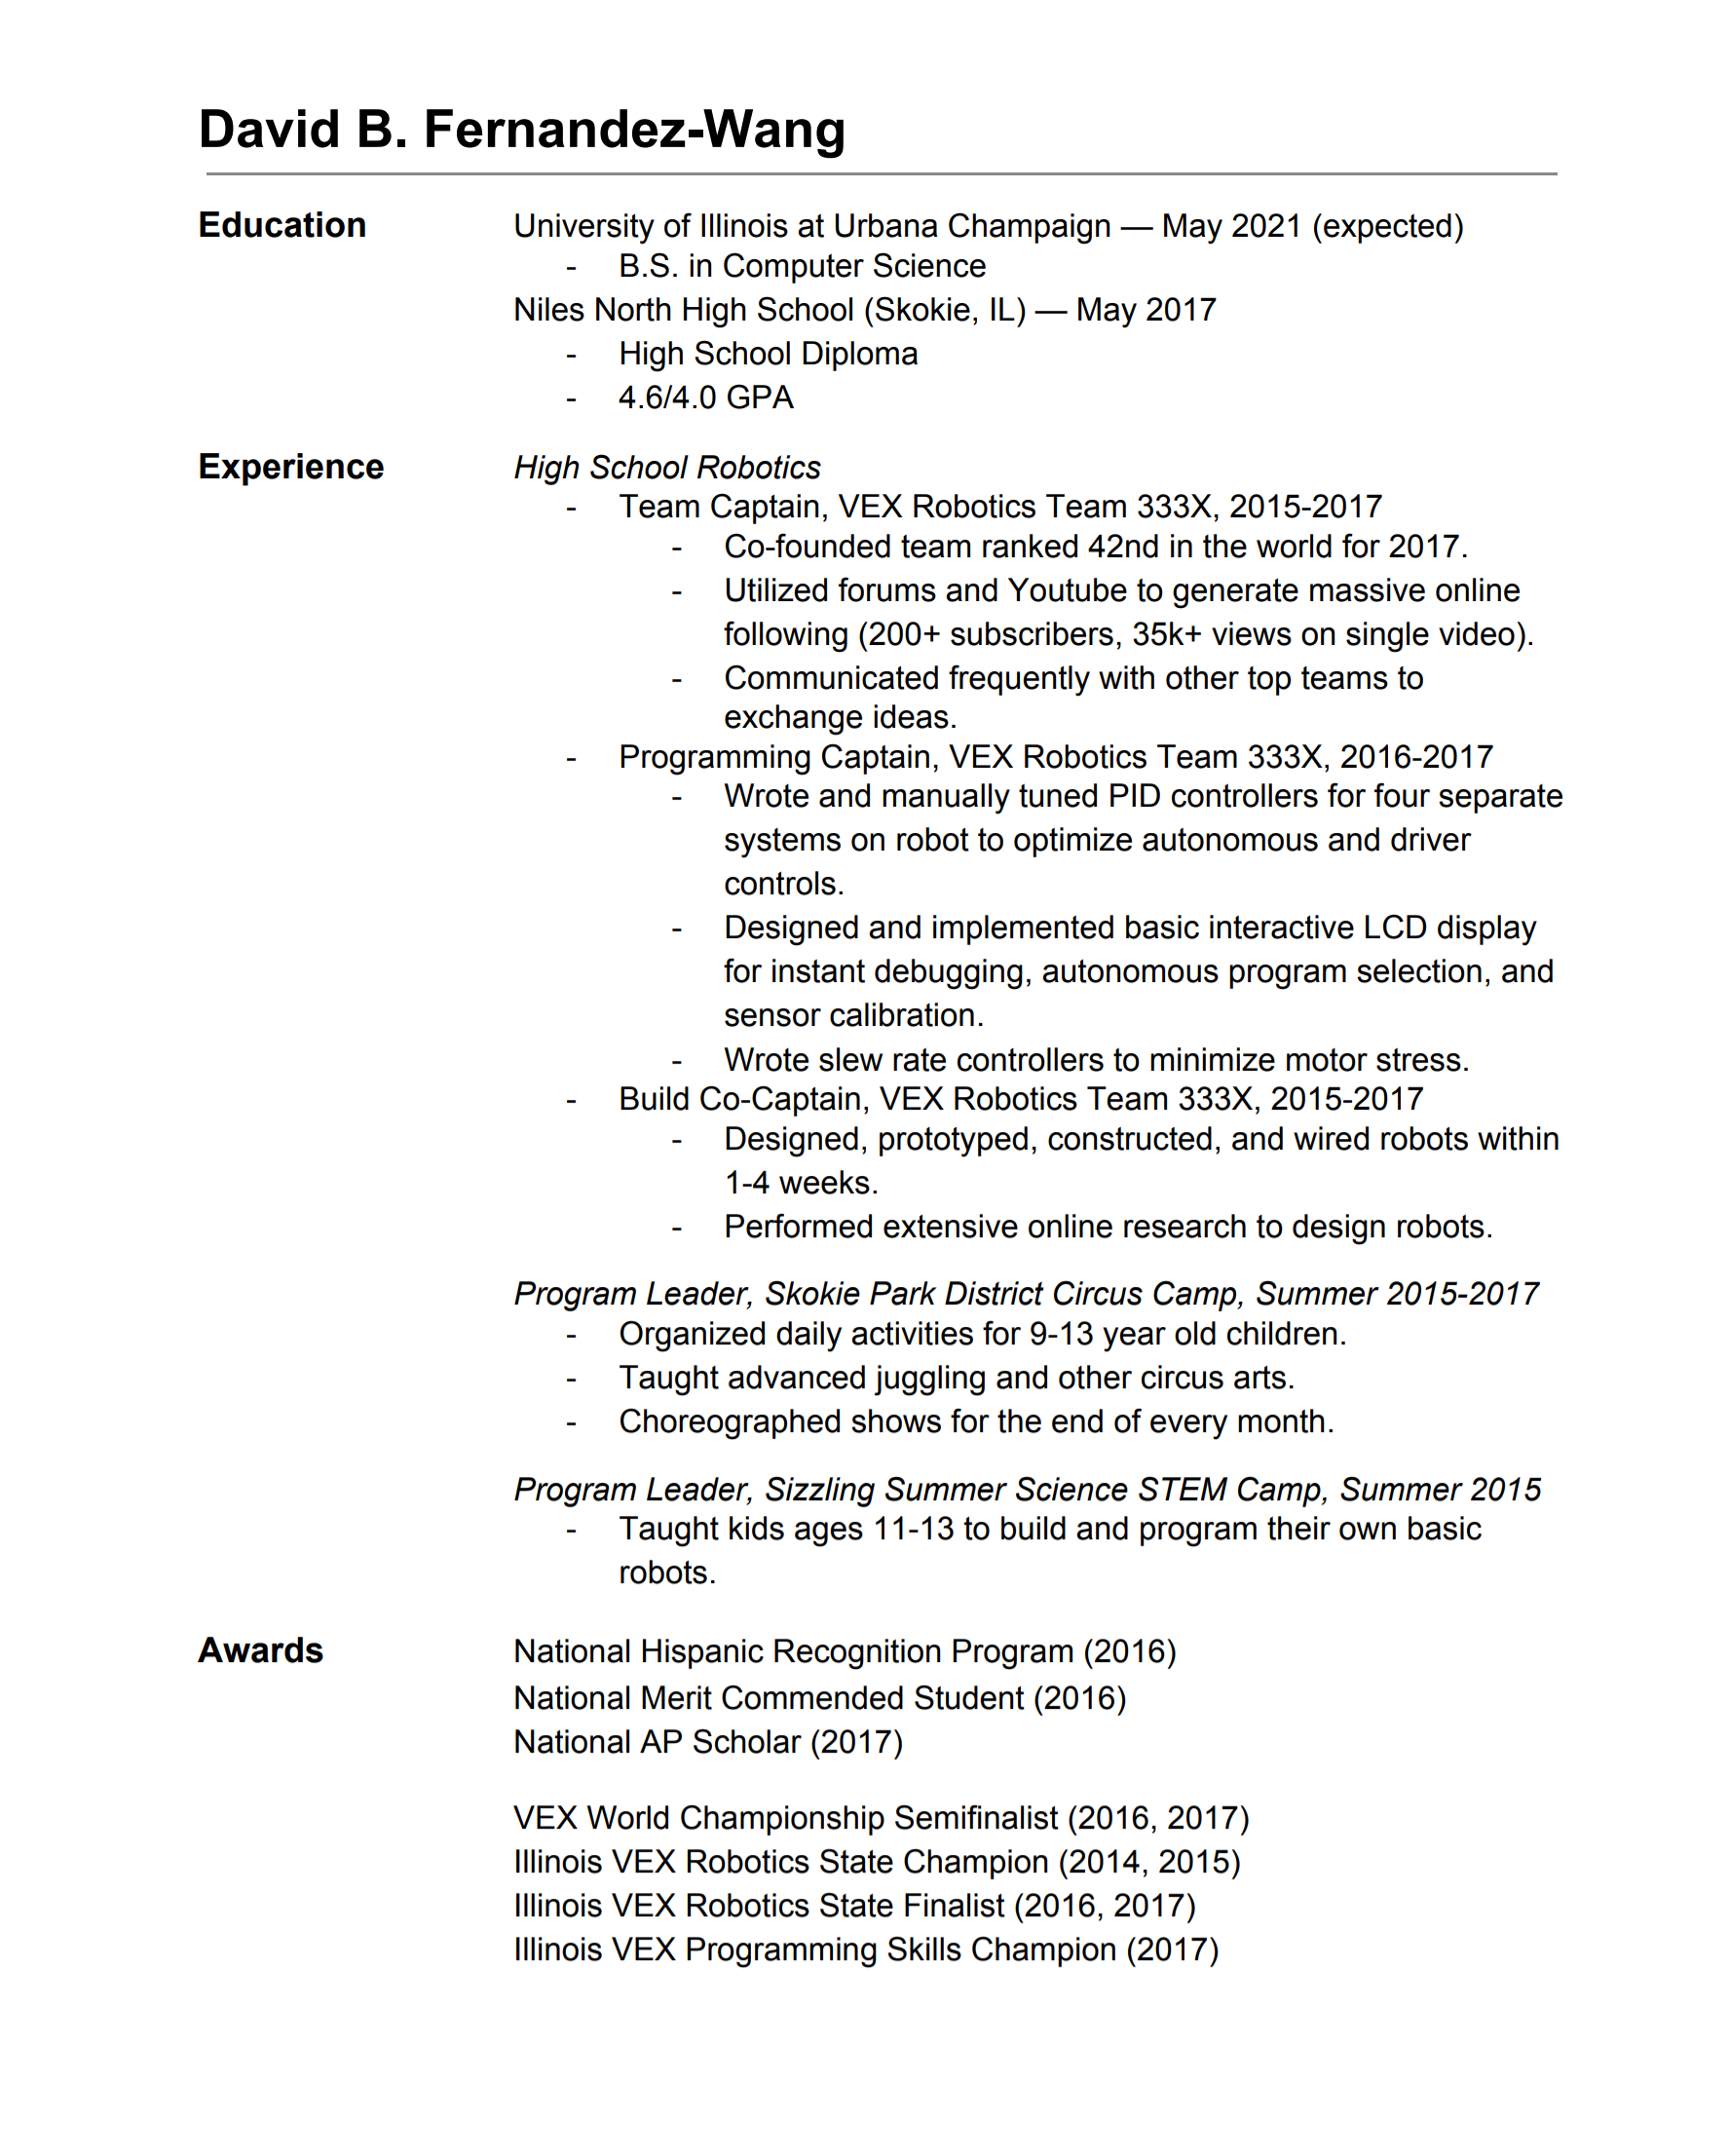 David B. Fernandez-Wang
Education
University of Illinois at Urbana Champaign — May 2021 (expected)
- B.S. in Computer Science
Niles North High School (Skokie, IL) — May 2017
- High School Diploma
- 4.6/4.0 GPA
Experience
High School Robotics
- Team Captain, VEX Robotics Team 333X, 2015-2017
- Co-founded team ranked 42nd in the world for 2017.
- Utilized forums and Youtube to generate massive online
following (200+ subscribers, 35k+ views on single video).
- Communicated frequently with other top teams to
exchange ideas.
- Programming Captain, VEX Robotics Team 333X, 2016-2017
- Wrote and manually tuned PID controllers for four separate
systems on robot to optimize autonomous and driver
controls.
- Designed and implemented basic interactive LCD display
for instant debugging, autonomous program selection, and
sensor calibration.
- Wrote slew rate controllers to minimize motor stress.
- Build Co-Captain, VEX Robotics Team 333X, 2015-2017
- Designed, prototyped, constructed, and wired robots within
1-4 weeks.
- Performed extensive online research to design robots.
Program Leader, Skokie Park District Circus Camp, Summer 2015-2017
- Organized daily activities for 9-13 year old children.
- Taught advanced juggling and other circus arts.
- Choreographed shows for the end of every month.
Program Leader, Sizzling Summer Science STEM Camp, Summer 2015
- Taught kids ages 11-13 to build and program their own basic
robots.
Awards
National Hispanic Recognition Program (2016)
National Merit Commended Student (2016)
National AP Scholar (2017)
VEX World Championship Semifinalist (2016, 2017)
Illinois VEX Robotics State Champion (2014, 2015)
Illinois VEX Robotics State Finalist (2016, 2017)
Illinois VEX Programming Skills Champion (2017)